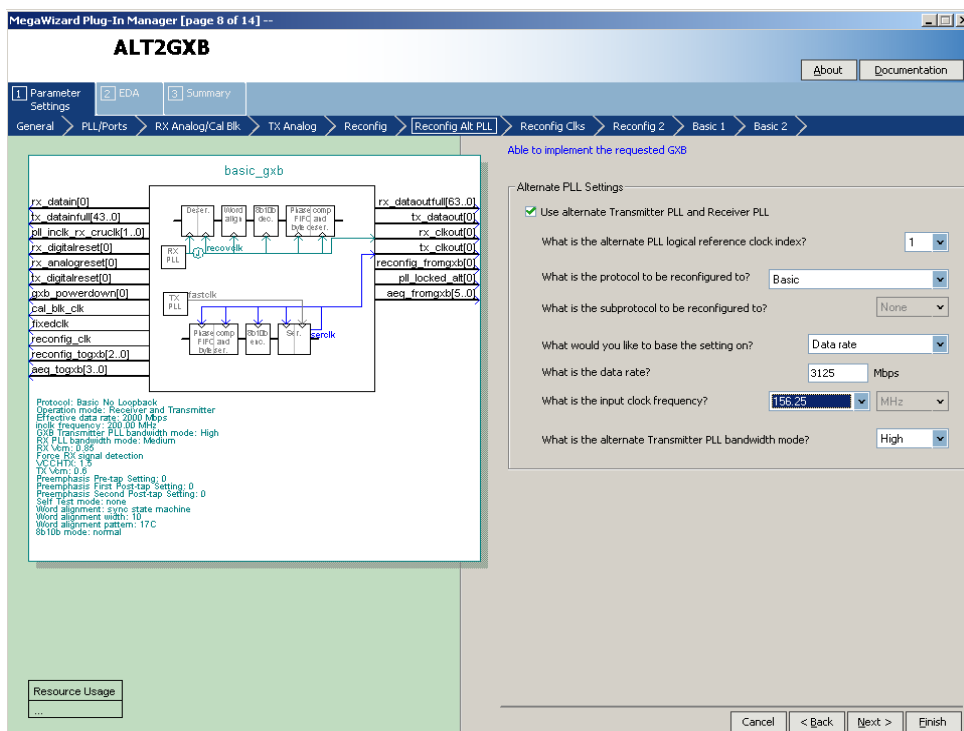 MegaWizard Plug-In Manager [page 8 of 14] --
ALT2GXB
About
Documentation
1 Parameter Settings
2 EDA
3 Summary
General
PLL/Ports
RX Analog/Cal Blk
TX Analog
Reconfig
Reconfig Alt PLL
Reconfig Clks
Reconfig 2
Basic 1
Basic 2
Able to implement the requested GXB
basic_gxb
rx_datain[0]
tx_datainfull[43..0]
pll_inclk_rx_cruclk[1..0]
rx_digitalreset[0]
rx_analogreset[0]
tx_digitalreset[0]
gxb_powerdown[0]
cal_blk_clk
fixedclk
reconfig_clk
reconfig_togxb[2..0]
aeq_togxb[3..0]
Deser.
Word align
8b10b dec.
Phase comp FIFO and byte deser.
RX PLL
recovclk
TX PLL
fastclk
Phase comp FIFO and byte ser.
8b10b enc.
Ser.
serclk
rx_dataoutfull[63..0]
tx_dataout[0]
rx_clkout[0]
tx_clkout[0]
reconfig_fromgxb[0]
pll_locked_alt[0]
aeq_fromgxb[5..0]
Protocol: Basic No Loopback
Operation mode: Receiver and Transmitter
Effective data rate: 2000 Mbps
inclk frequency: 200.00 MHz
GXB Transmitter PLL bandwidth mode: High
RX PLL bandwidth mode: Medium
RX Vcm: 0.85
Force RX signal detection
VCCHTX: 1.5
TX Vcm: 0.6
Preemphasis Pre-tap Setting: 0
Preemphasis First Post-tap Setting: 0
Preemphasis Second Post-tap Setting: 0
Self Test mode: none
Word alignment: sync state machine
Word alignment width: 10
Word alignment pattern: 17C
8b10b mode: normal
Alternate PLL Settings
Use alternate Transmitter PLL and Receiver PLL
What is the alternate PLL logical reference clock index? 1
What is the protocol to be reconfigured to? Basic
What is the subprotocol to be reconfigured to? None
What would you like to base the setting on? Data rate
What is the data rate? 3125 Mbps
What is the input clock frequency? 156.25 MHz
What is the alternate Transmitter PLL bandwidth mode? High
Resource Usage
...
Cancel
< Back
Next >
Finish